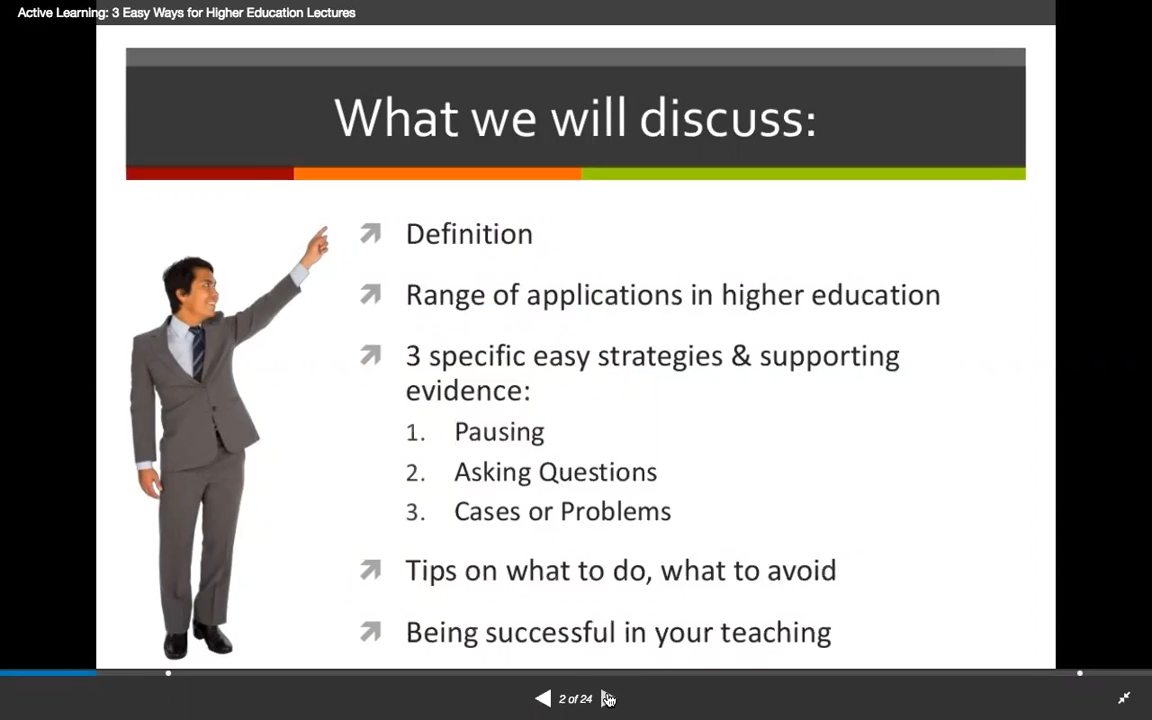 Active Learning: 3 Easy Ways for Higher Education Lectures
What we will discuss:
Definition
Range of applications in higher education
3 specific easy strategies & supporting
evidence:
1. Pausing
2. Asking Questions
3. Cases or Problems
Tips on what to do, what to avoid
Being successful in your teaching
2 of 24